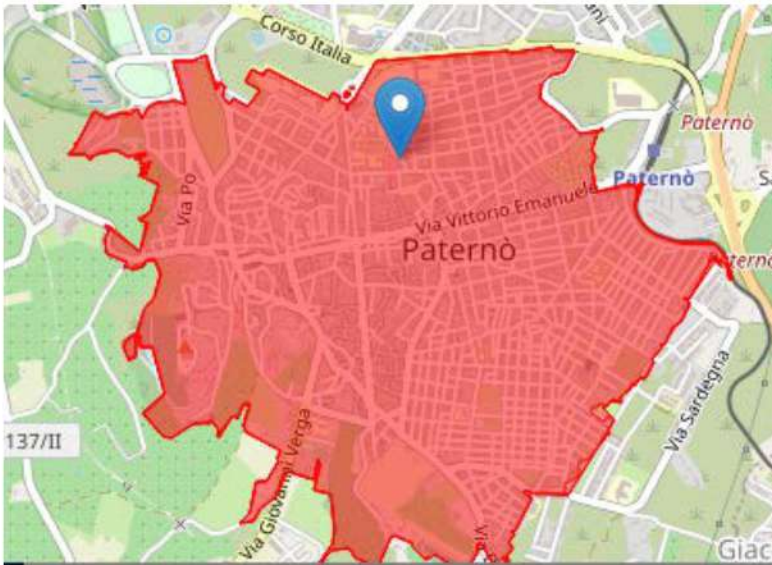 Corso Italia
Paternò
Paternò
Via Po
Via Vittorio Emanuele
Paternò
137/II
Via Sardegna
Via Giovanni Verga
Giac